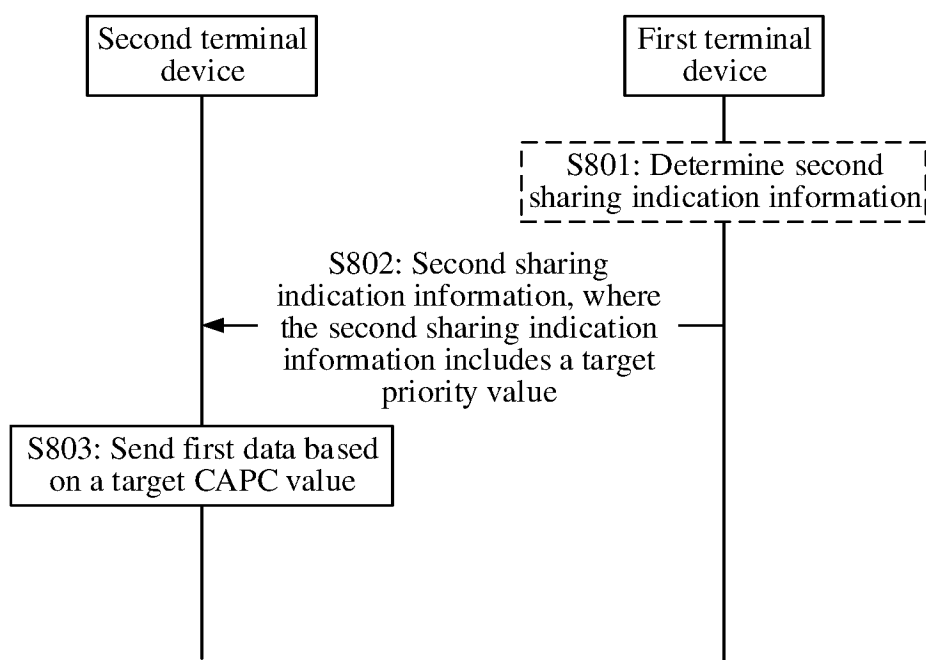 Second terminal
device
First terminal
device
S801: Determine second
sharing indication information
S802: Second sharing
indication information, where
the second sharing indication
information includes a target
priority value
S803: Send first data based
on a target CAPC value